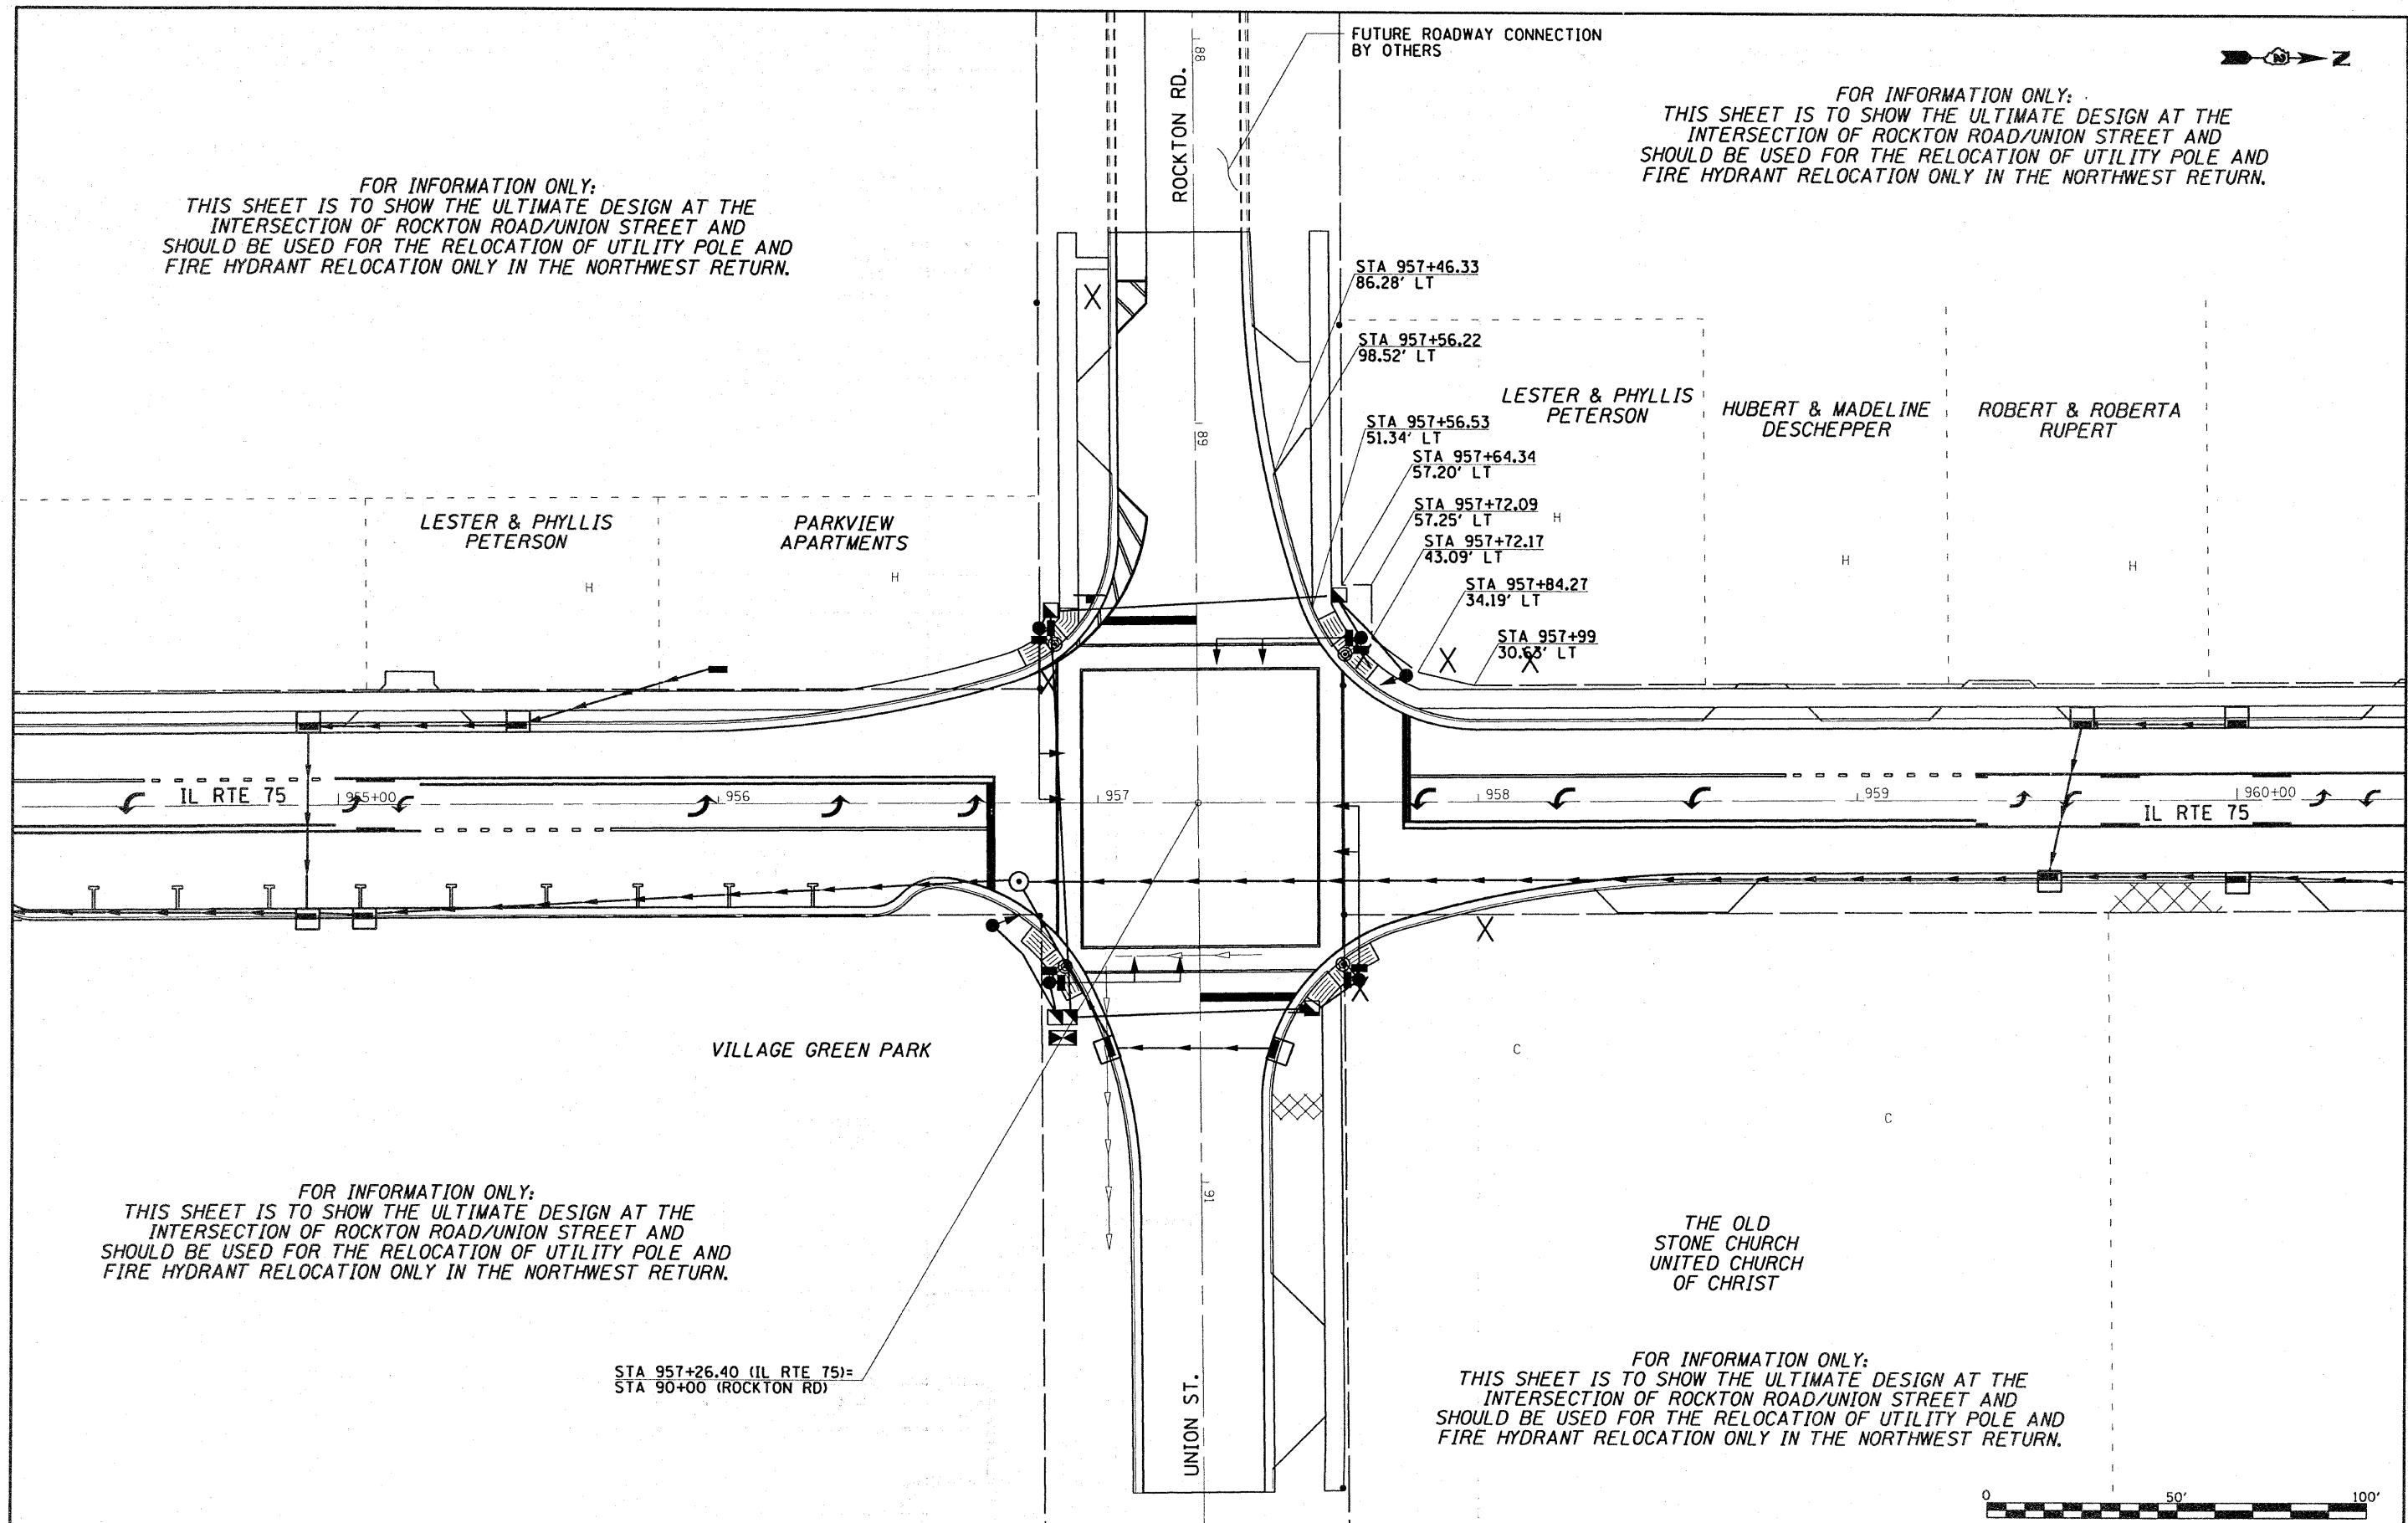 FUTURE ROADWAY CONNECTION
BY OTHERS
N
ROCKTON RD.
88
FOR INFORMATION ONLY:
THIS SHEET IS TO SHOW THE ULTIMATE DESIGN AT THE
INTERSECTION OF ROCKTON ROAD/UNION STREET AND
SHOULD BE USED FOR THE RELOCATION OF UTILITY POLE AND
FIRE HYDRANT RELOCATION ONLY IN THE NORTHWEST RETURN.
FOR INFORMATION ONLY:
THIS SHEET IS TO SHOW THE ULTIMATE DESIGN AT THE
INTERSECTION OF ROCKTON ROAD/UNION STREET AND
SHOULD BE USED FOR THE RELOCATION OF UTILITY POLE AND
FIRE HYDRANT RELOCATION ONLY IN THE NORTHWEST RETURN.
STA 957+46.33
86.28' LT
STA 957+56.22
98.52' LT
STA 957+56.53
51.34' LT
STA 957+64.34
57.20' LT
STA 957+72.09
57.25' LT
STA 957+72.17
43.09' LT
STA 957+84.27
34.19' LT
STA 957+99
30.63' LT
89
LESTER & PHYLLIS
PETERSON
HUBERT & MADELINE
DESCHEPPER
ROBERT & ROBERTA
RUPERT
LESTER & PHYLLIS
PETERSON
PARKVIEW
APARTMENTS
H
H
H
H
H
IL RTE 75
955+00
956
957
958
959
960+00
IL RTE 75
VILLAGE GREEN PARK
C
C
91
FOR INFORMATION ONLY:
THIS SHEET IS TO SHOW THE ULTIMATE DESIGN AT THE
INTERSECTION OF ROCKTON ROAD/UNION STREET AND
SHOULD BE USED FOR THE RELOCATION OF UTILITY POLE AND
FIRE HYDRANT RELOCATION ONLY IN THE NORTHWEST RETURN.
THE OLD
STONE CHURCH
UNITED CHURCH
OF CHRIST
STA 957+26.40 (IL RTE 75)=
STA 90+00 (ROCKTON RD)
UNION ST.
FOR INFORMATION ONLY:
THIS SHEET IS TO SHOW THE ULTIMATE DESIGN AT THE
INTERSECTION OF ROCKTON ROAD/UNION STREET AND
SHOULD BE USED FOR THE RELOCATION OF UTILITY POLE AND
FIRE HYDRANT RELOCATION ONLY IN THE NORTHWEST RETURN.
0 50' 100'